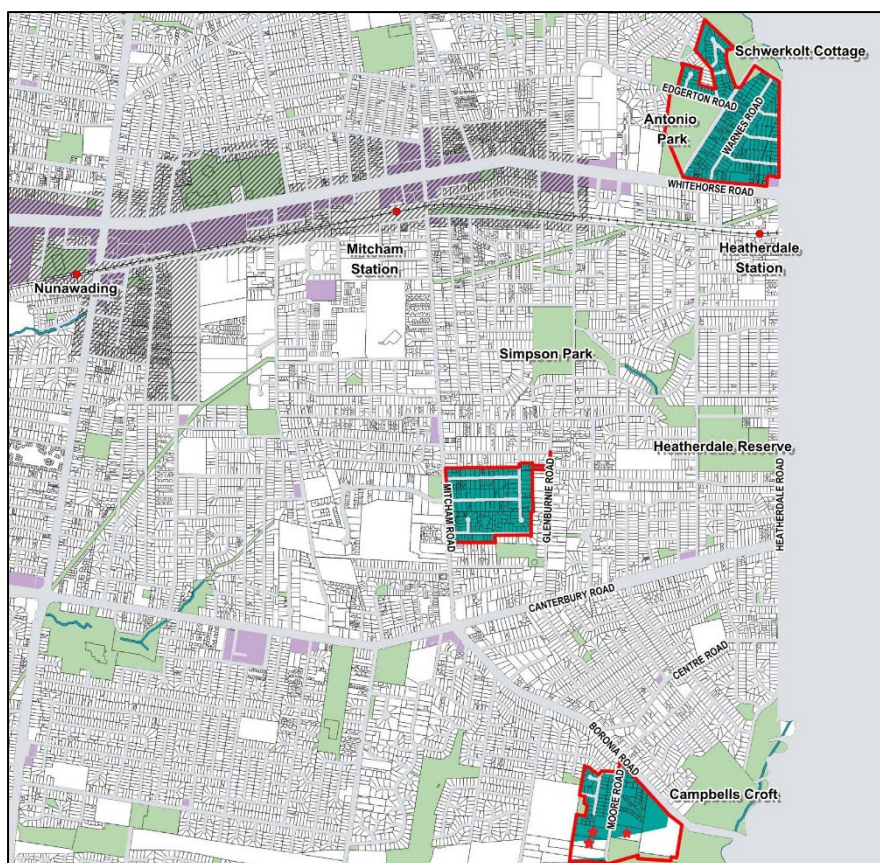 Schwerkolt Cottage
EDGERTON ROAD
Antonio
Park
WARNES ROAD
WHITEHORSE ROAD
Mitcham
Station
Heatherdale
Station
Nunawading
Simpson Park
Heatherdale Reserve
MITCHAM ROAD
GLENBURNIE ROAD
HEATHERDALE ROAD
CANTERBURY ROAD
CENTRE ROAD
BORONIA ROAD
MOORE ROAD
Campbells Croft